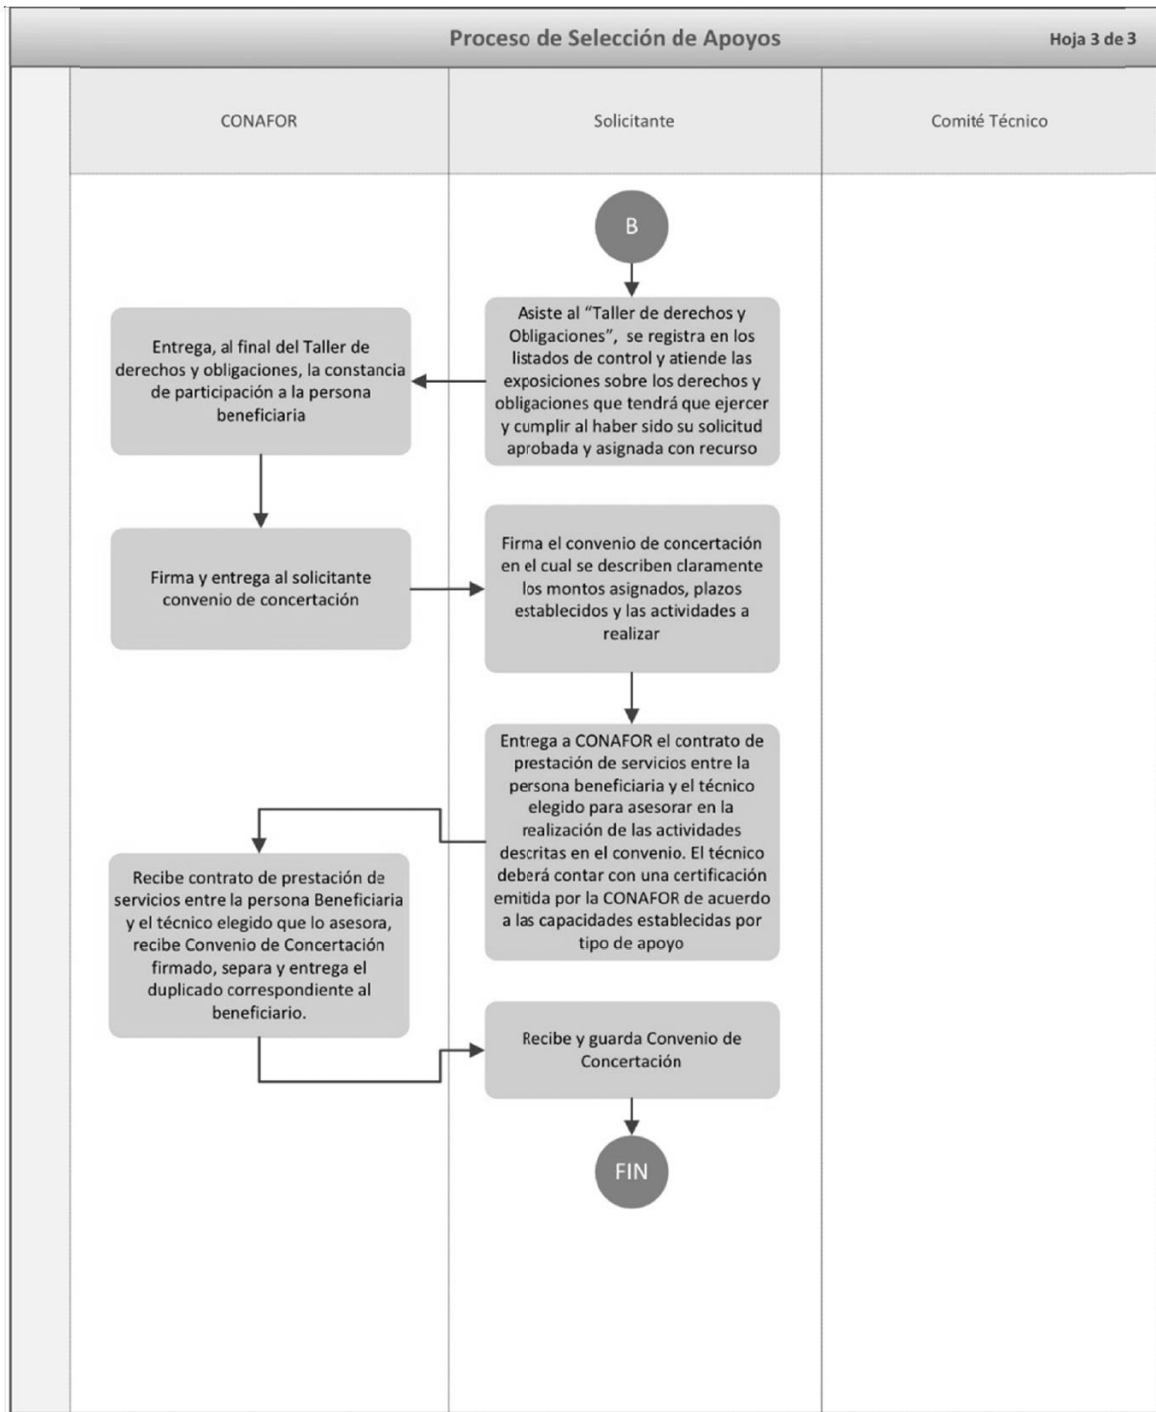 Proceso de Selección de Apoyos
Hoja 3 de 3
CONAFOR
Solicitante
Comité Técnico
B
Asiste al “Taller de derechos y
Obligaciones”, se registra en los
listados de control y atiende las
exposiciones sobre los derechos y
obligaciones que tendrá que ejercer
y cumplir al haber sido su solicitud
aprobada y asignada con recurso
Entrega, al final del Taller de
derechos y obligaciones, la constancia
de participación a la persona
beneficiaria
Firma y entrega al solicitante
convenio de concertación
Firma el convenio de concertación
en el cual se describen claramente
los montos asignados, plazos
establecidos y las actividades a
realizar
Entrega a CONAFOR el contrato de
prestación de servicios entre la
persona beneficiaria y el técnico
elegido para asesorar en la
realización de las actividades
descritas en el convenio. El técnico
deberá contar con una certificación
emitida por la CONAFOR de acuerdo
a las capacidades establecidas por
tipo de apoyo
Recibe contrato de prestación de
servicios entre la persona Beneficiaria
y el técnico elegido que lo asesora,
recibe Convenio de Concertación
firmado, separa y entrega el
duplicado correspondiente al
beneficiario.
Recibe y guarda Convenio de
Concertación
FIN